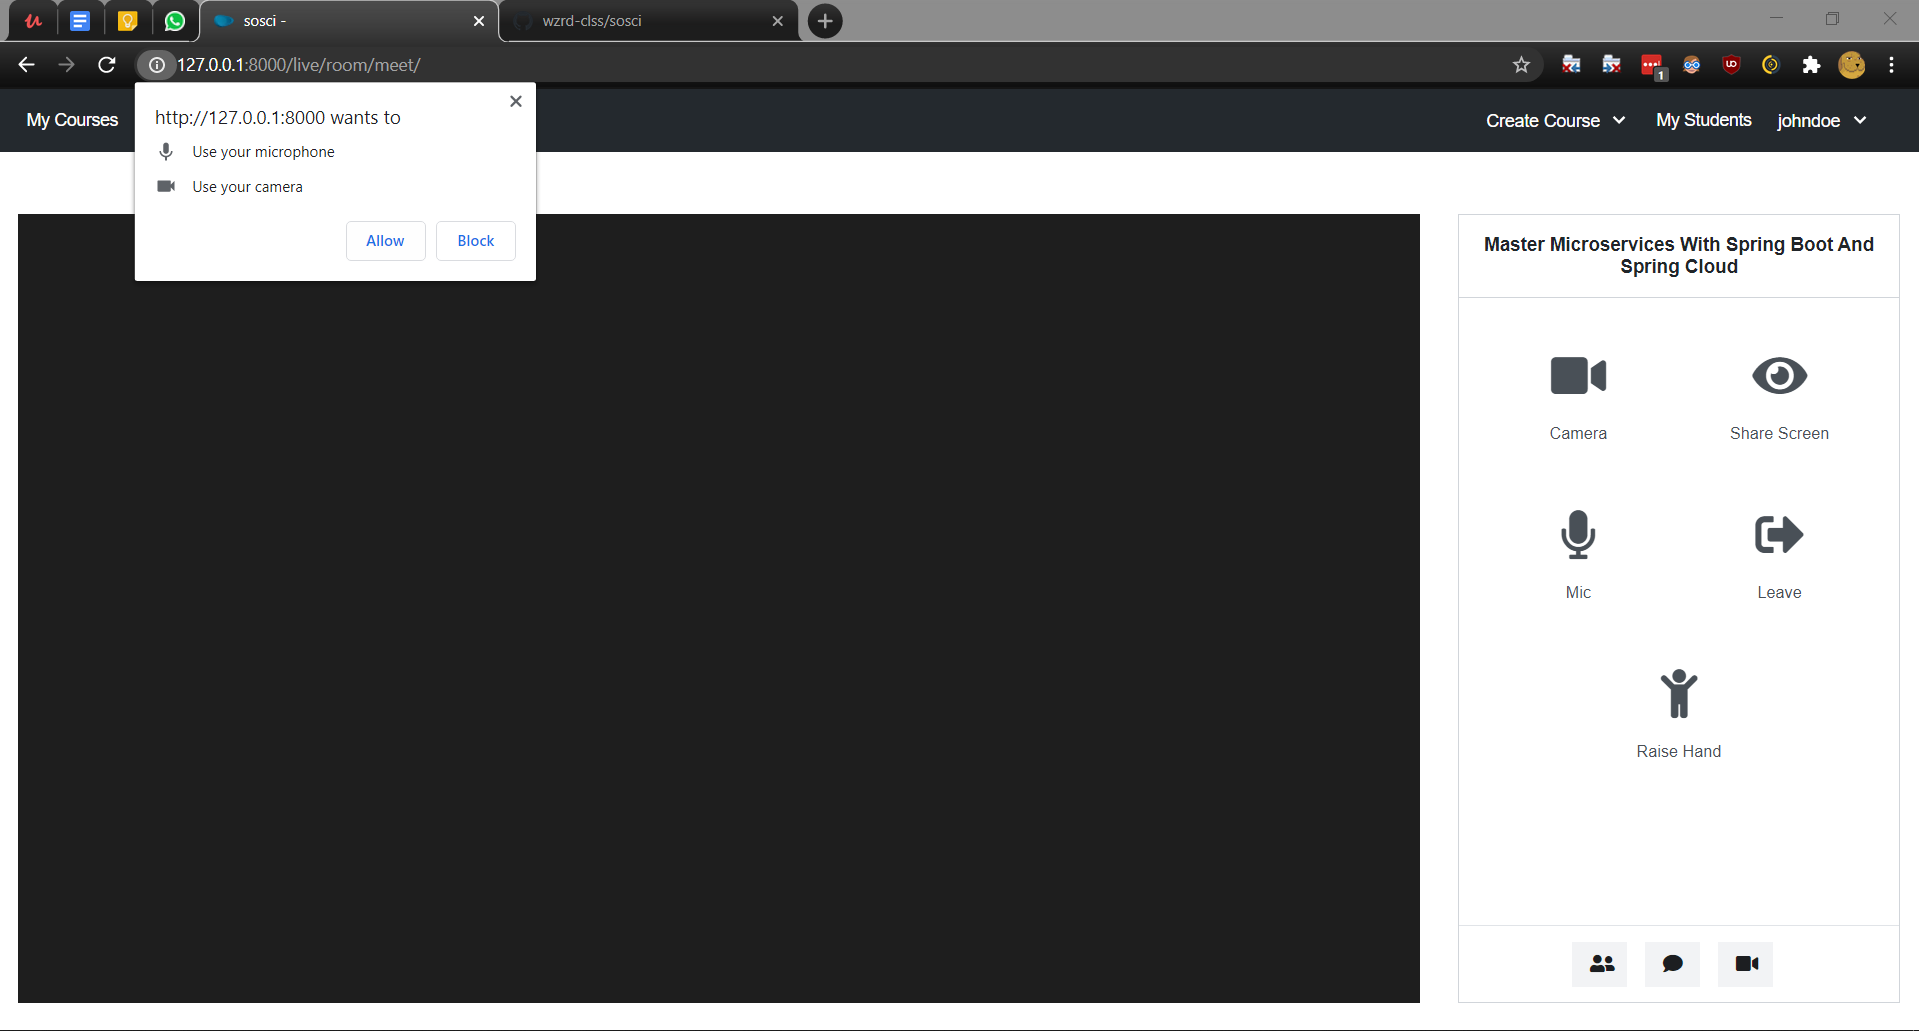 sosci -
wzrd-clss/sosci
127.0.0.1:8000/live/room/meet/
1
My Courses
Create Course
My Students
johndoe
http://127.0.0.1:8000 wants to
Use your microphone
Use your camera
Allow
Block
Master Microservices With Spring Boot And
Spring Cloud
Camera
Share Screen
Mic
Leave
Raise Hand